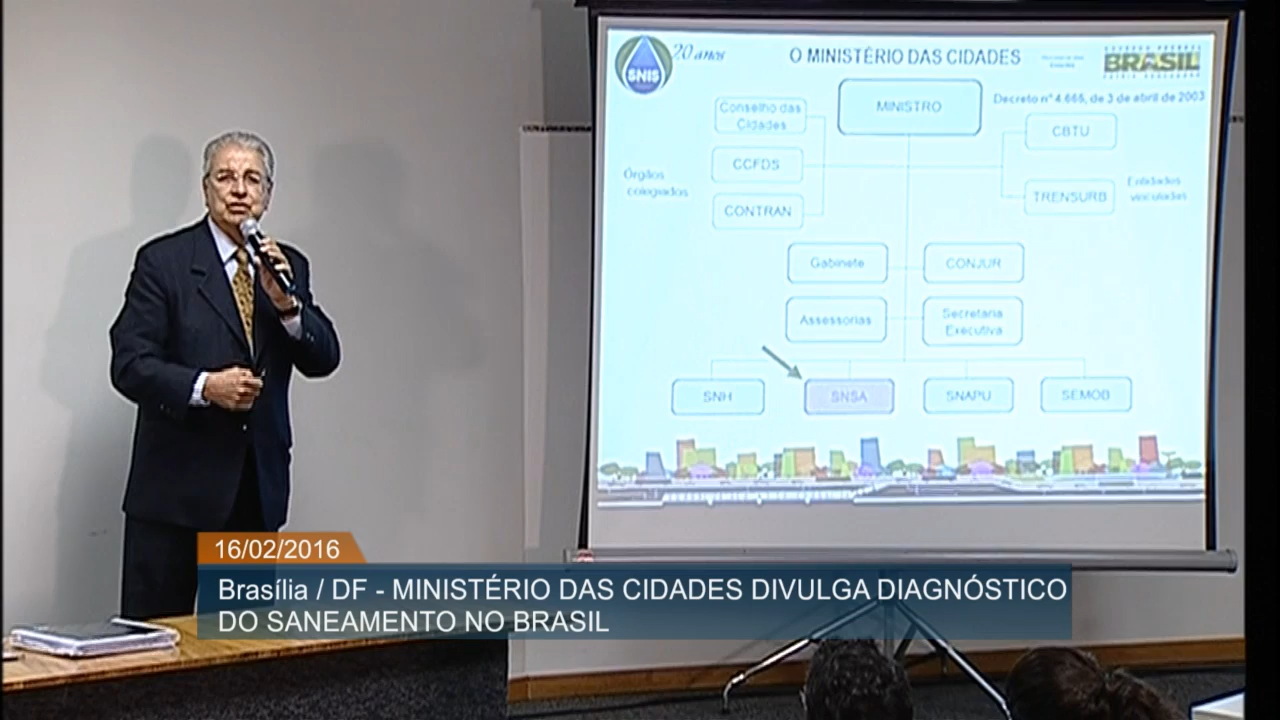 SNIS
20 anos
O MINISTÉRIO DAS CIDADES
BRASIL
Decreto nº 4.665, de 3 de abril de 2003
MINISTRO
Conselho das
Cidades
CCFDS
CONTRAN
Órgãos
colegiados
CBTU
TRENSURB
Entidades
vinculadas
Gabinete
CONJUR
Assessorias
Secretaria
Executiva
SNH
SNSA
SNAPU
SEMOB
16/02/2016
Brasília / DF - MINISTÉRIO DAS CIDADES DIVULGA DIAGNÓSTICO
DO SANEAMENTO NO BRASIL